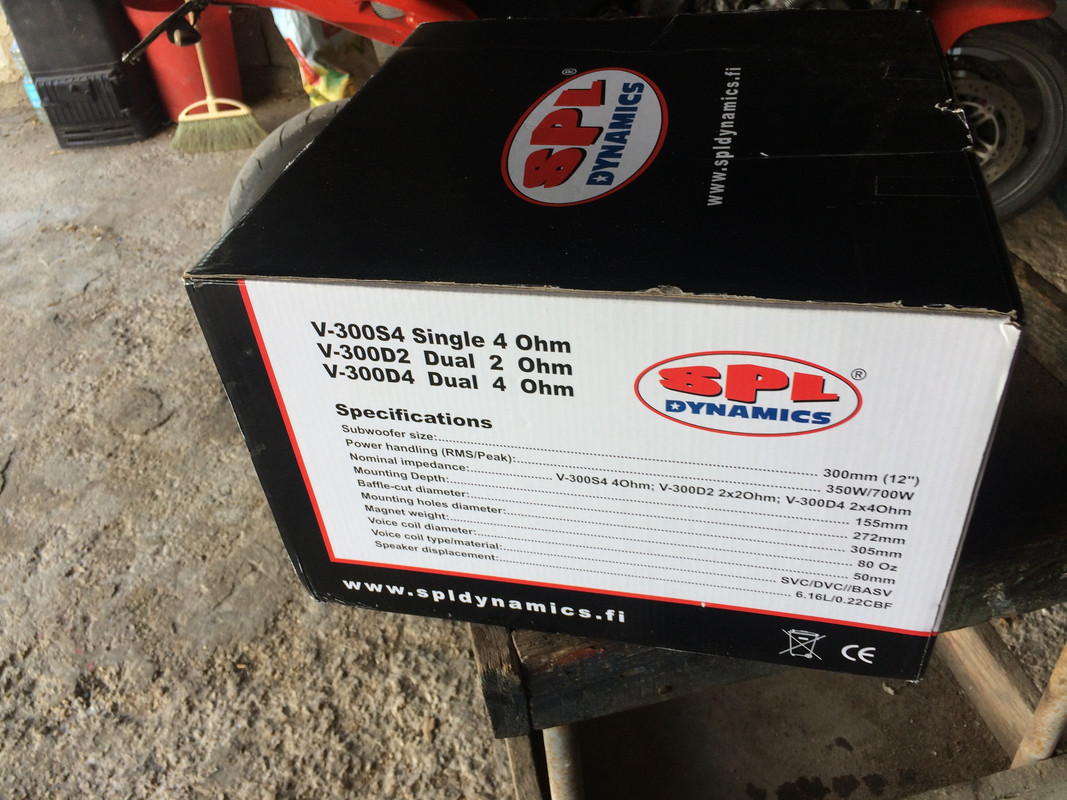 SPL
DYNAMICS
®
www.spldynamics.fi
V-300S4 Single 4 Ohm
V-300D2 Dual 2 Ohm
V-300D4 Dual 4 Ohm
SPL
DYNAMICS
®
Specifications
Subwoofer size: 300mm (12")
Power handling (RMS/Peak): 350W/700W
Nominal impedance: V-300S4 4Ohm; V-300D2 2x2Ohm; V-300D4 2x4Ohm
Mounting Depth: 155mm
Baffle-cut diameter: 272mm
Mounting holes diameter: 305mm
Magnet weight: 80 Oz
Voice coil diameter: 50mm
Voice coil type/material: SVC/DVC//BASV
Speaker displacement: 6.16L/0.22CBF
www.spldynamics.fi
CE